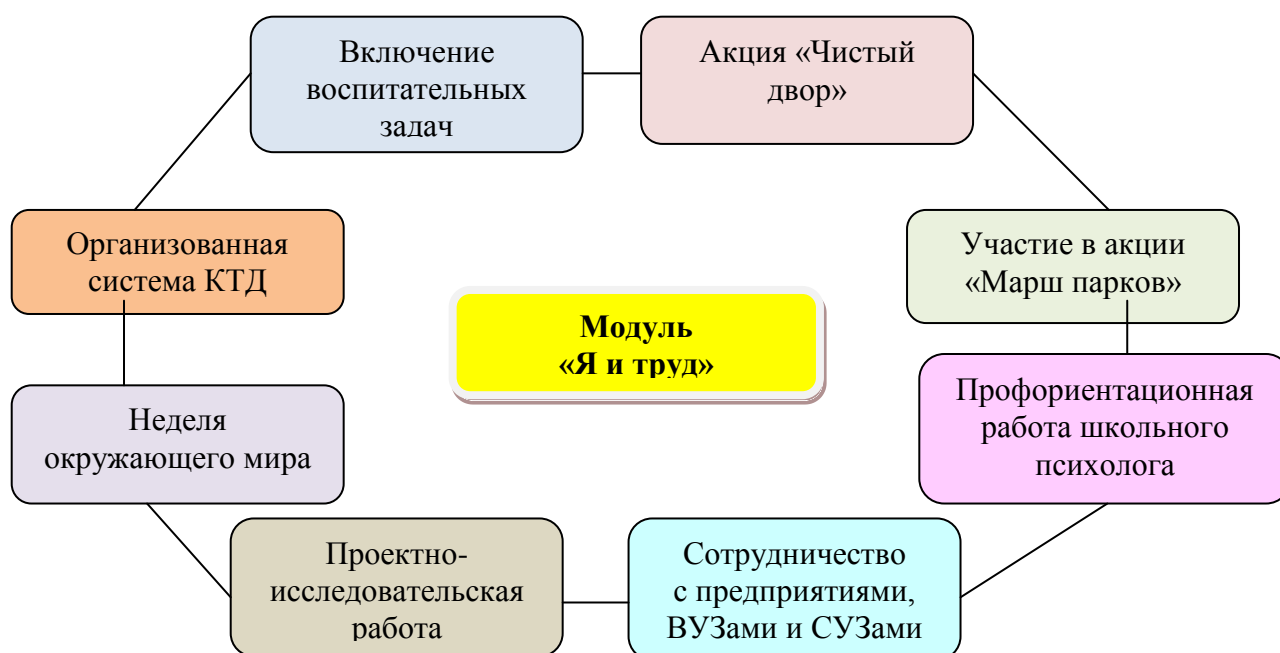 Включение
воспитательных
задач
Акция «Чистый
двор»
Организованная
система КТД
Участие в акции
«Марш парков»
Модуль
«Я и труд»
Неделя
окружающего мира
Профориентационная
работа школьного
психолога
Проектно-
исследовательская
работа
Сотрудничество
с предприятиями,
ВУЗами и СУЗами